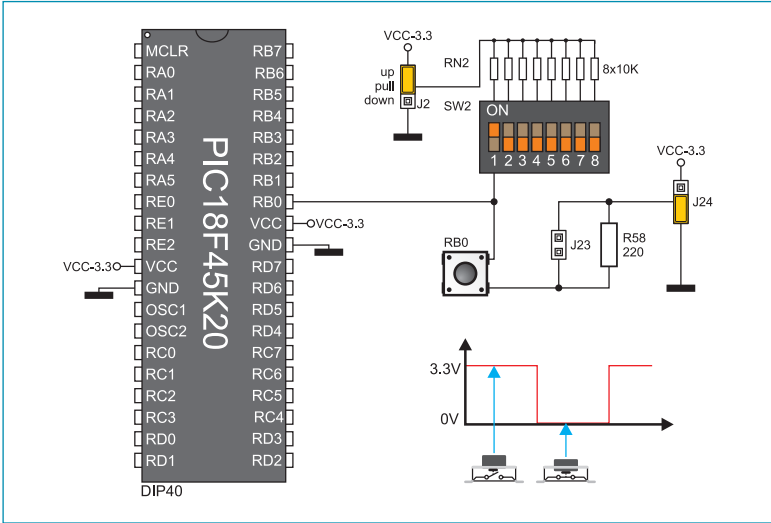 MCLR
RA0
RA1
RA2
RA3
RA4
RA5
RE0
RE1
RE2
VCC
GND
OSC1
OSC2
RC0
RC1
RC2
RC3
RD0
RD1
PIC18F45K20
RB7
RB6
RB5
RB4
RB3
RB2
RB1
RB0
VCC
GND
RD7
RD6
RD5
RD4
RC7
RC6
RC5
RC4
RD3
RD2
DIP40
VCC-3.3
VCC-3.3
VCC-3.3
up
pull
down
J2
RN2
8x10K
SW2
ON
1 2 3 4 5 6 7 8
VCC-3.3
J24
RB0
J23
R58
220
3.3V
0V